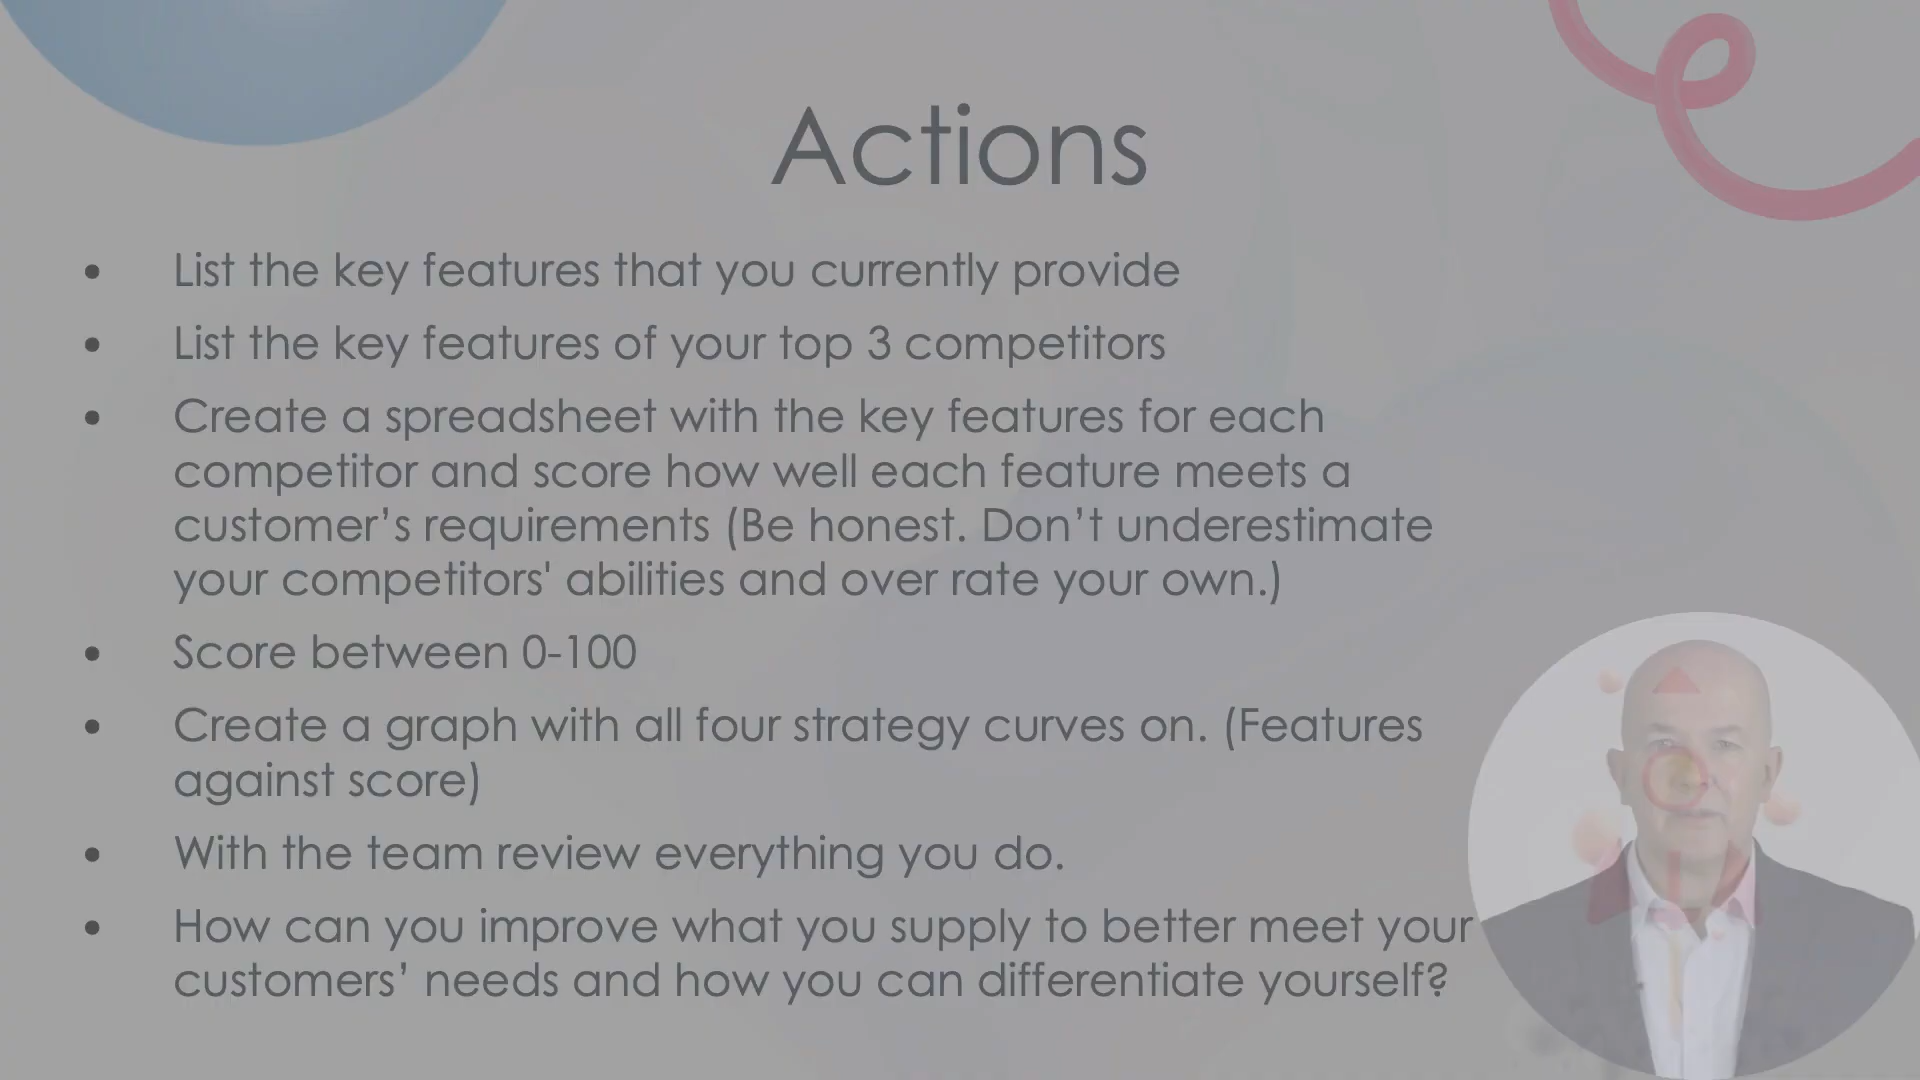 Actions
• List the key features that you currently provide
• List the key features of your top 3 competitors
• Create a spreadsheet with the key features for each
competitor and score how well each feature meets a
customer’s requirements (Be honest. Don’t underestimate
your competitors' abilities and over rate your own.)
• Score between 0-100
• Create a graph with all four strategy curves on. (Features
against score)
• With the team review everything you do.
• How can you improve what you supply to better meet your
customers’ needs and how you can differentiate yourself?